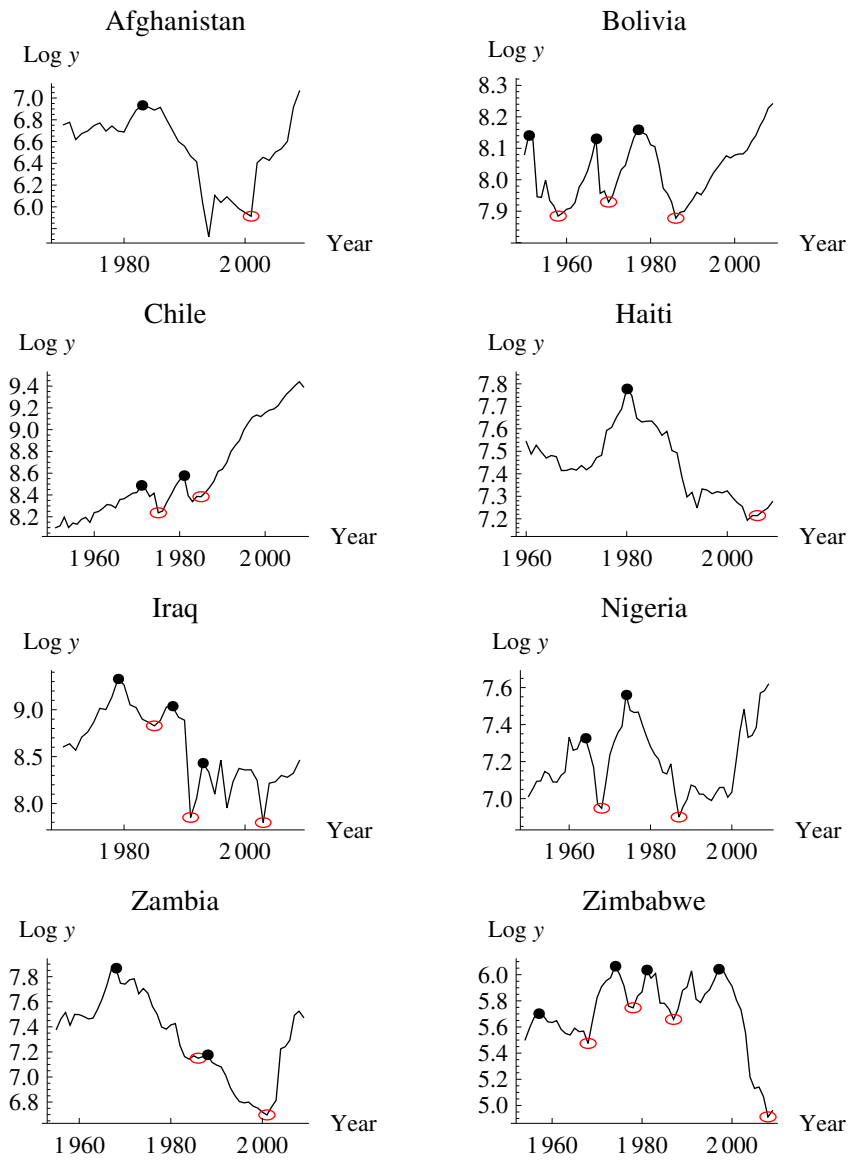 Afghanistan
Log y
7.0
6.8
6.6
6.4
6.2
6.0
1980
2000
Year
Bolivia
Log y
8.3
8.2
8.1
8.0
7.9
1960
1980
2000
Year
Chile
Log y
9.4
9.2
9.0
8.8
8.6
8.4
8.2
1960
1980
2000
Year
Haiti
Log y
7.8
7.7
7.6
7.5
7.4
7.3
7.2
1960
1980
2000
Year
Iraq
Log y
9.0
8.5
8.0
1980
2000
Year
Nigeria
Log y
7.6
7.4
7.2
7.0
1960
1980
2000
Year
Zambia
Log y
7.8
7.6
7.4
7.2
7.0
6.8
1960
1980
2000
Year
Zimbabwe
Log y
6.0
5.8
5.6
5.4
5.2
5.0
1960
1970
1980
1990
2000
Year